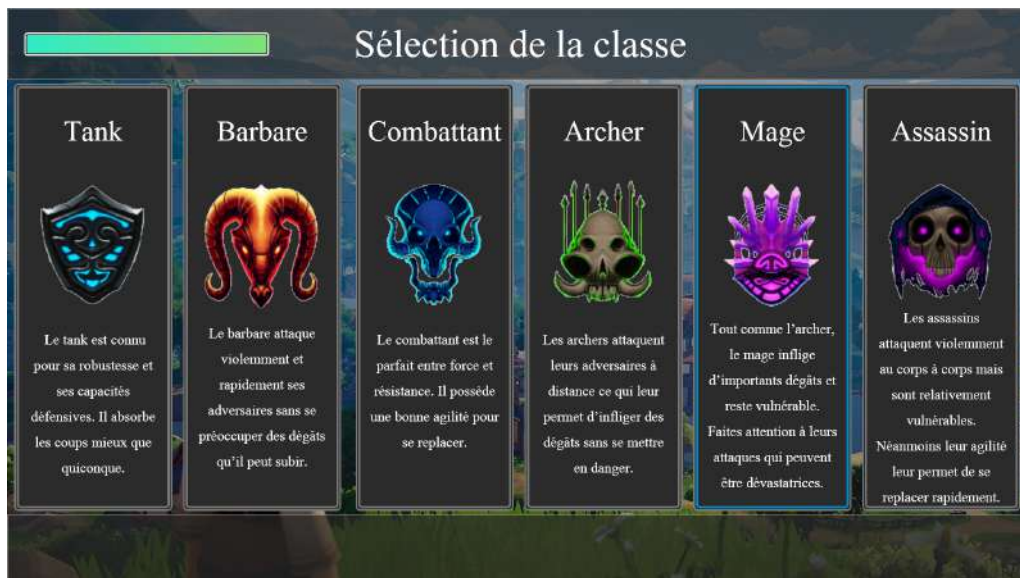 Sélection de la classe
Tank
Le tank est connu
pour sa robustesse et
ses capacités
défensives. Il absorbe
les coups mieux que
quiconque.
Barbare
Le barbare attaque
violemment et
rapidement ses
adversaires sans se
préoccuper des dégâts
qu’il peut subir.
Combattant
Le combattant est le
parfait entre force et
résistance. Il possède
une bonne agilité pour
se replacer.
Archer
Les archers attaquent
leurs adversaires à
distance ce qui leur
permet d’infliger des
dégâts sans se mettre
en danger.
Mage
Tout comme l’archer,
le mage inflige
d’importants dégâts et
reste vulnérable.
Faites attention à leurs
attaques qui peuvent
être dévastatrices.
Assassin
Les assassins
attaquent violemment
au corps à corps mais
sont relativement
vulnérables.
Néanmoins leur agilité
leur permet de se
replacer rapidement.